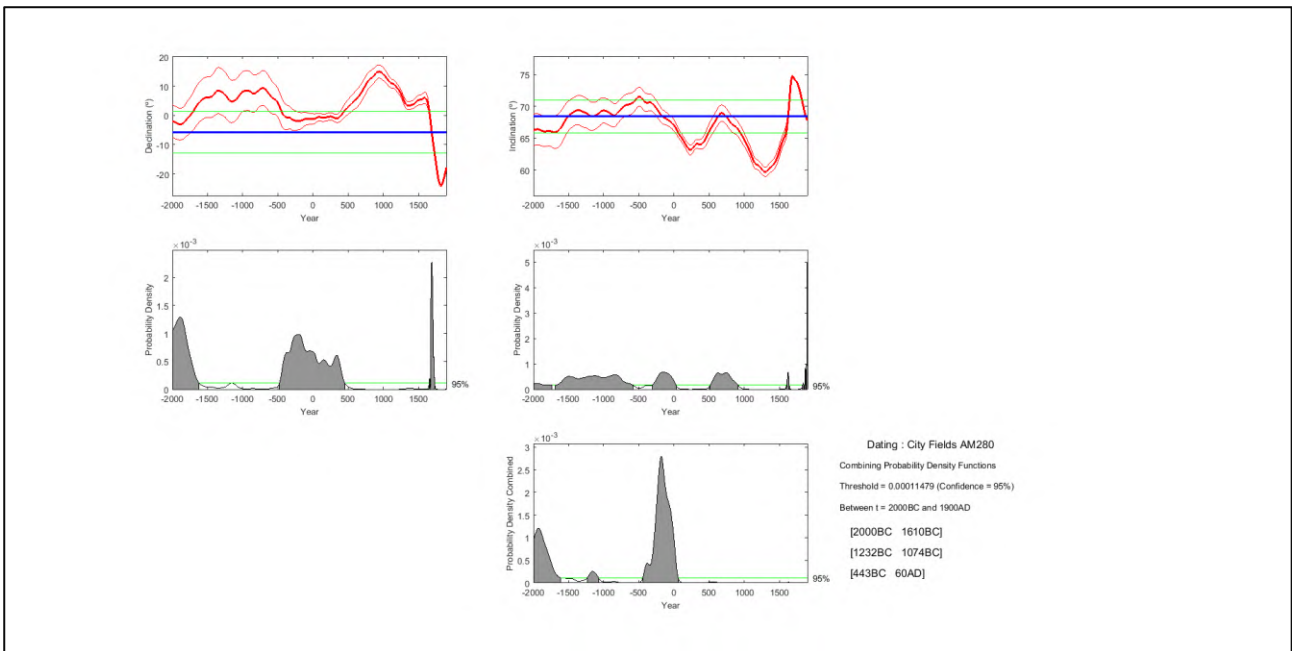 20
10
0
-10
-20
Declination (°)
-2000 -1500 -1000 -500 0 500 1000 1500
Year
75
70
65
60
Inclination (°)
-2000 -1500 -1000 -500 0 500 1000 1500
Year
× 10⁻³
2
1.5
1
0.5
0
Probability Density
95%
-2000 -1500 -1000 -500 0 500 1000 1500
Year
× 10⁻³
5
4
3
2
1
0
Probability Density
95%
-2000 -1500 -1000 -500 0 500 1000 1500
Year
× 10⁻³
3
2.5
2
1.5
1
0.5
0
Probability Density Combined
95%
-2000 -1500 -1000 -500 0 500 1000 1500
Year
Dating : City Fields AM280
Combining Probability Density Functions
Threshold = 0.00011479 (Confidence = 95%)
Between t = 2000BC and 1900AD
[2000BC 1610BC]
[1232BC 1074BC]
[443BC 60AD]